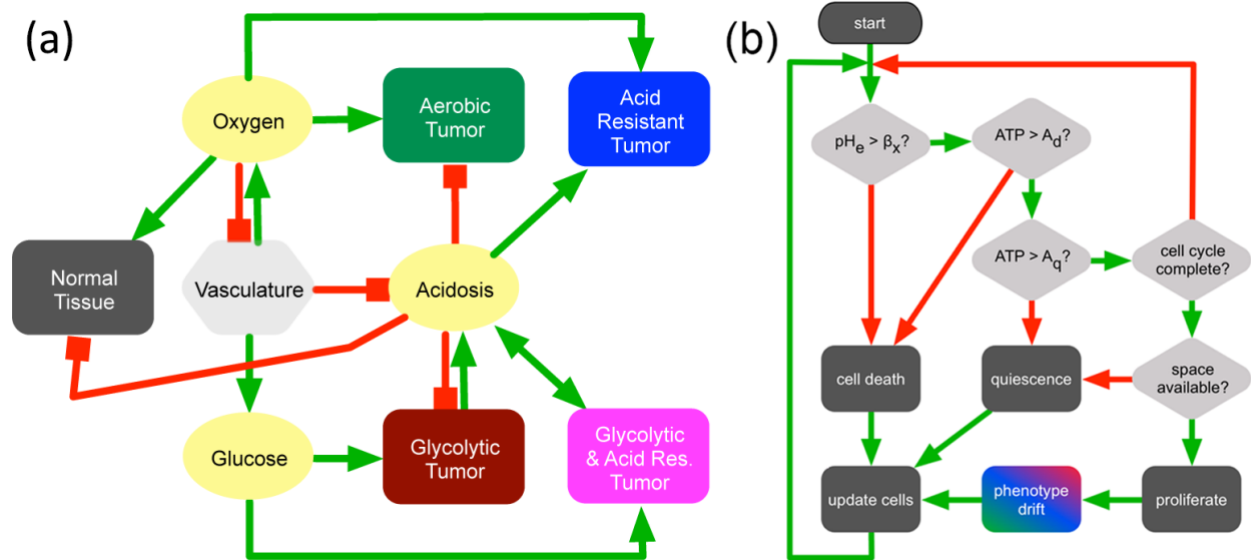 (a)
Oxygen
Aerobic
Tumor
Acid
Resistant
Tumor
Normal
Tissue
Vasculature
Acidosis
Glucose
Glycolytic
Tumor
Glycolytic
& Acid Res.
Tumor
(b)
start
pHe > βx?
ATP > Ad?
ATP > Aq?
cell cycle
complete?
cell death
quiescence
space
available?
update cells
phenotype
drift
proliferate